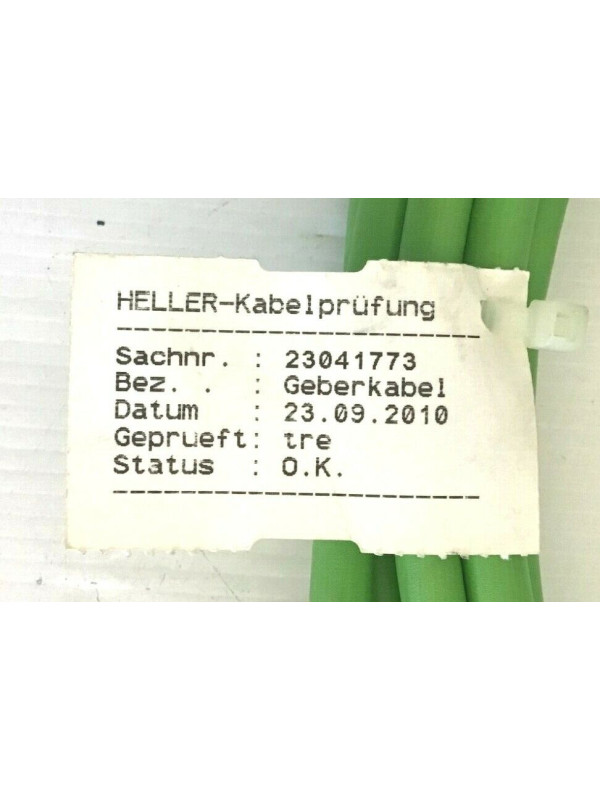 HELLER-Kabelprüfung
--------------------------
Sachnr. : 23041773
Bez. .  : Geberkabel
Datum   : 23.09.2010
Geprueft: tre
Status  : O.K.
--------------------------